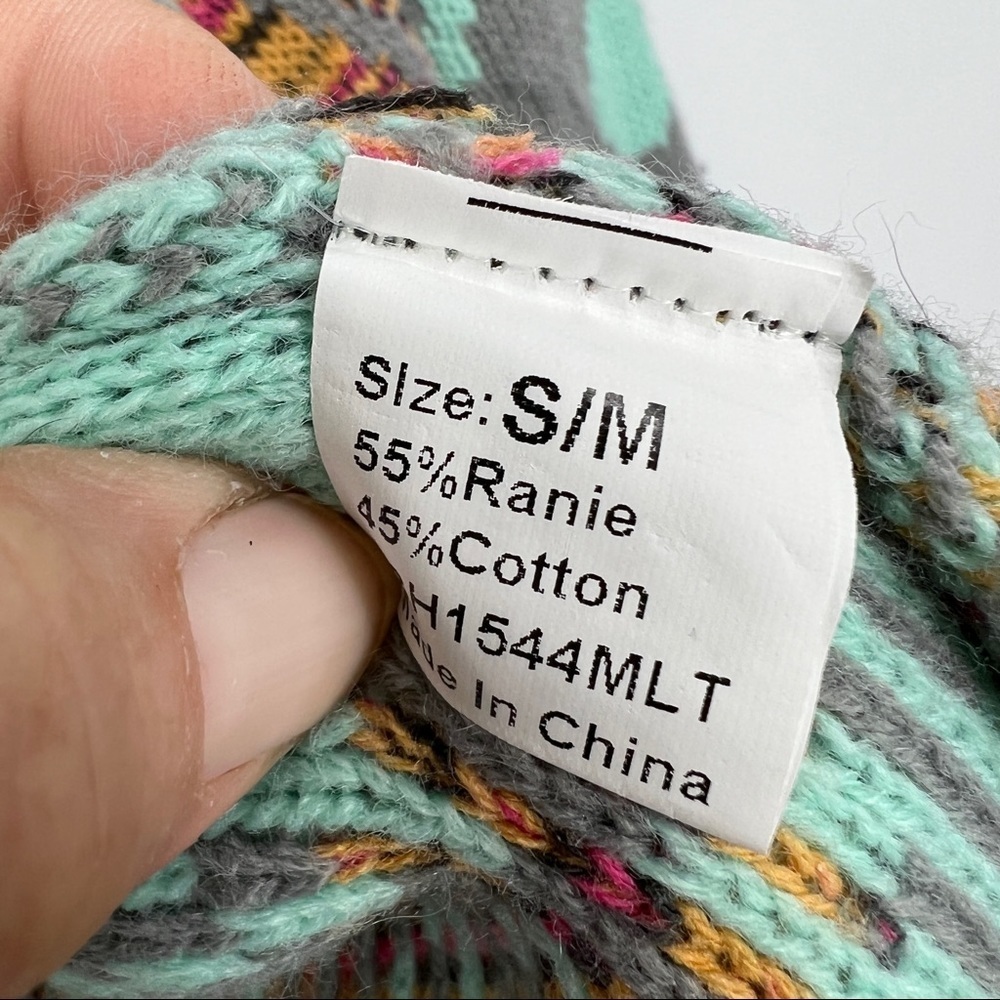 SIze: S/M
55%Ranie
45%Cotton
H1544MLT
Made In China